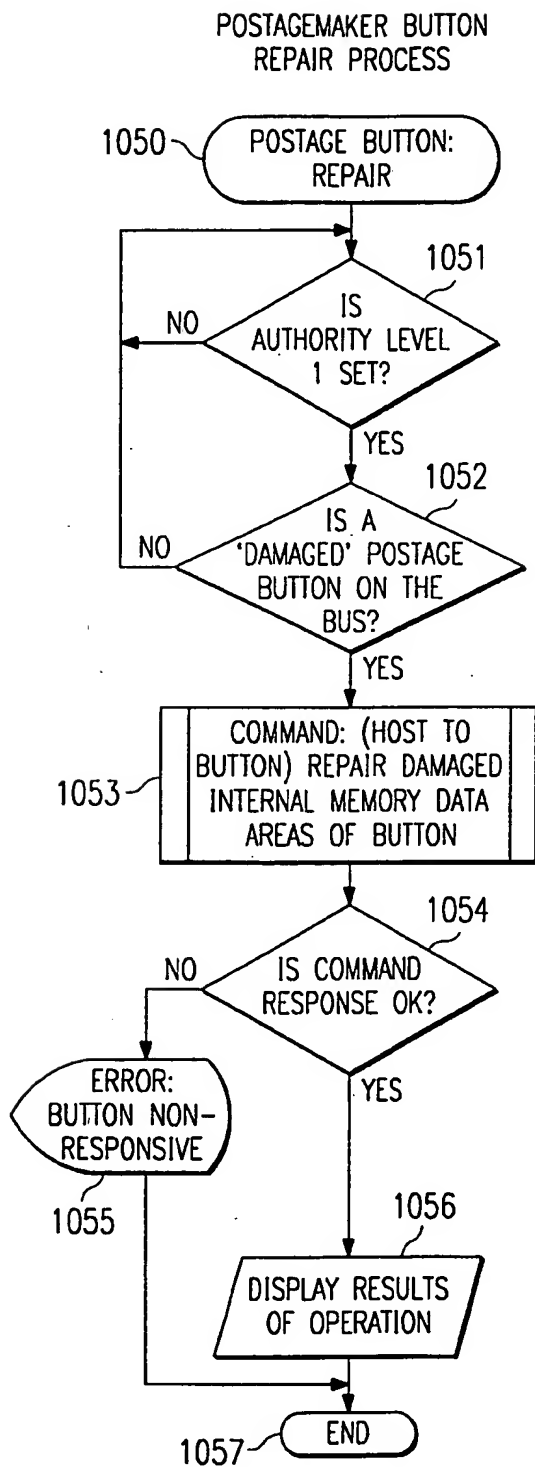 POSTAGEMAKER BUTTON
REPAIR PROCESS
1050
POSTAGE BUTTON:
REPAIR
1051
IS
AUTHORITY LEVEL
1 SET?
NO
YES
1052
IS A
'DAMAGED' POSTAGE
BUTTON ON THE
BUS?
NO
YES
1053
COMMAND: (HOST TO
BUTTON) REPAIR DAMAGED
INTERNAL MEMORY DATA
AREAS OF BUTTON
1054
IS COMMAND
RESPONSE OK?
NO
YES
ERROR:
BUTTON NON-
RESPONSIVE
1055
1056
DISPLAY RESULTS
OF OPERATION
1057
END